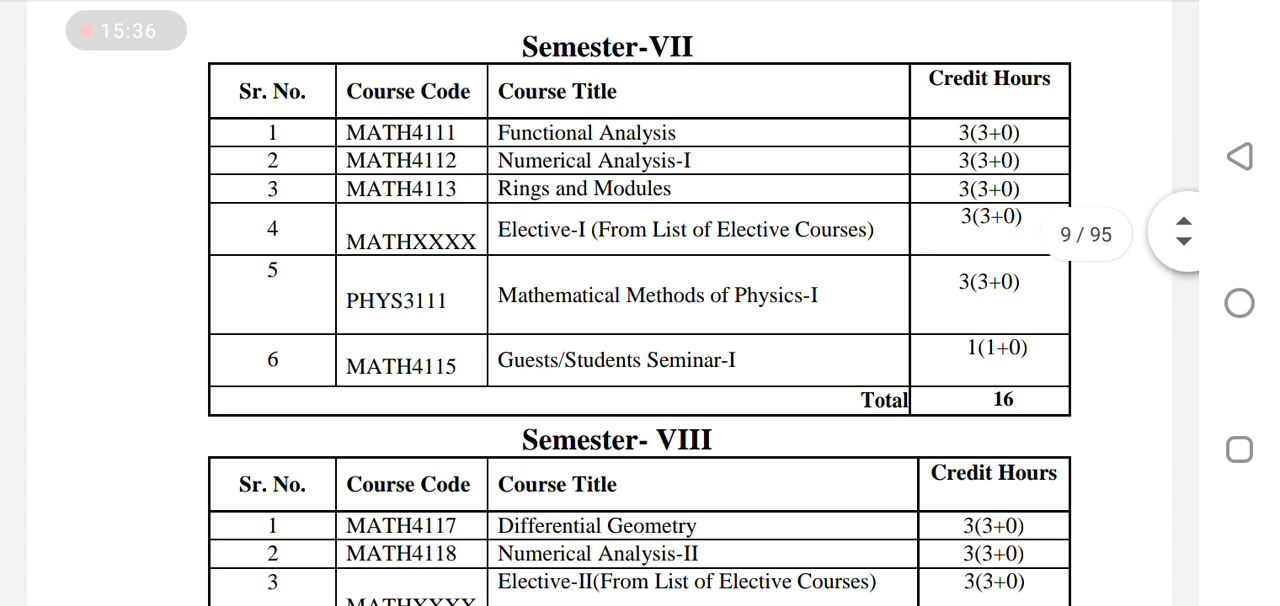 15:36
Semester-VII
Sr. No. Course Code Course Title Credit Hours
1 MATH4111 Functional Analysis 3(3+0)
2 MATH4112 Numerical Analysis-I 3(3+0)
3 MATH4113 Rings and Modules 3(3+0)
4 MATHXXXX Elective-I (From List of Elective Courses) 3(3+0)
9 / 95
5 PHYS3111 Mathematical Methods of Physics-I 3(3+0)
6 MATH4115 Guests/Students Seminar-I 1(1+0)
Total 16
Semester- VIII
Sr. No. Course Code Course Title Credit Hours
1 MATH4117 Differential Geometry 3(3+0)
2 MATH4118 Numerical Analysis-II 3(3+0)
3 MATHXXXX Elective-II(From List of Elective Courses) 3(3+0)